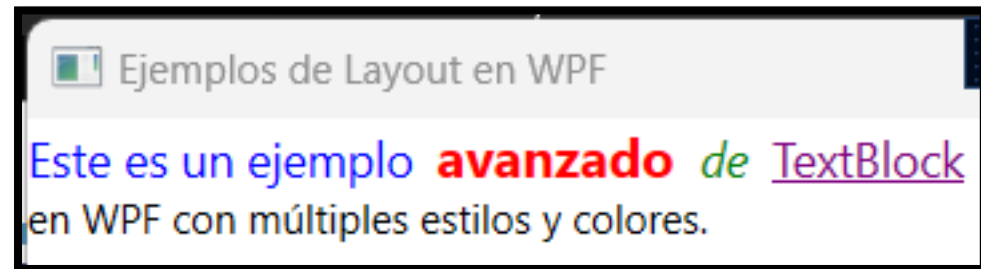 Ejemplos de Layout en WPF
Este es un ejemplo avanzado de TextBlock
en WPF con múltiples estilos y colores.